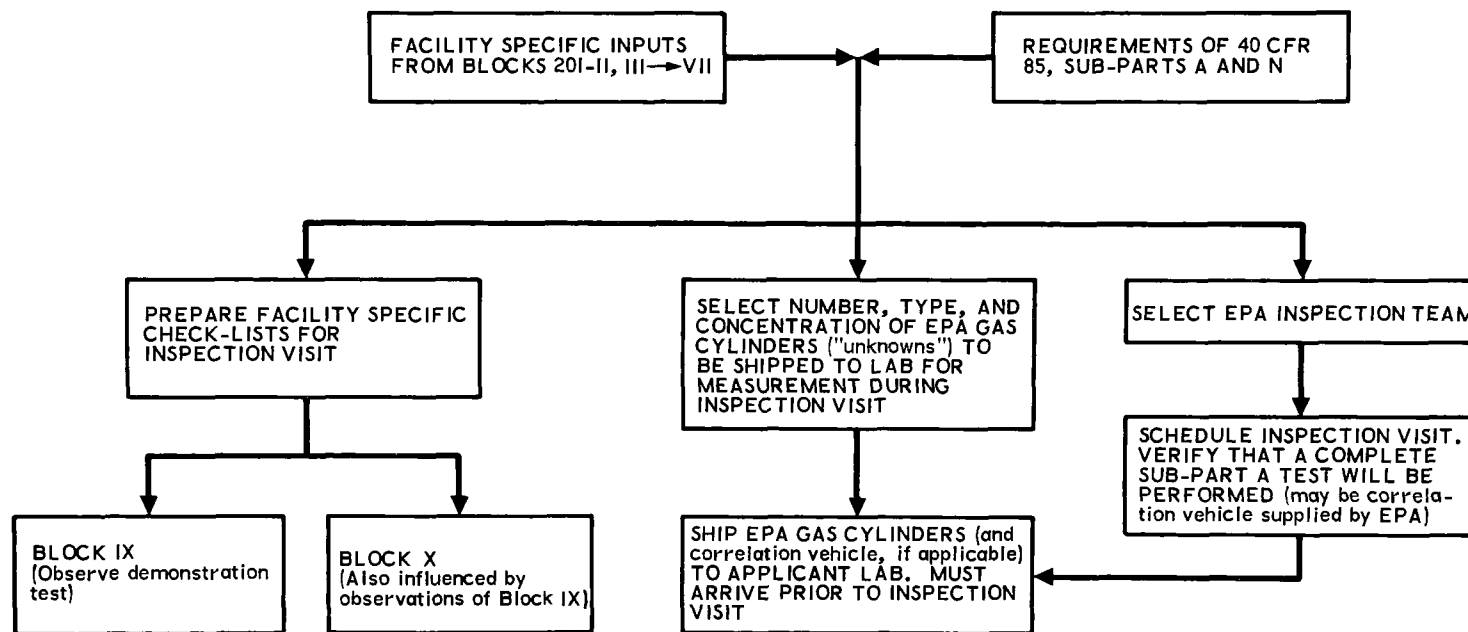 FACILITY SPECIFIC INPUTS
FROM BLOCKS 201-II, III→VII
REQUIREMENTS OF 40 CFR
85, SUB-PARTS A AND N
PREPARE FACILITY SPECIFIC
CHECK-LISTS FOR
INSPECTION VISIT
SELECT NUMBER, TYPE, AND
CONCENTRATION OF EPA GAS
CYLINDERS ("unknowns") TO
BE SHIPPED TO LAB FOR
MEASUREMENT DURING
INSPECTION VISIT
SELECT EPA INSPECTION TEAM
SCHEDULE INSPECTION VISIT.
VERIFY THAT A COMPLETE
SUB-PART A TEST WILL BE
PERFORMED (may be correla-
tion vehicle supplied by EPA)
BLOCK IX
(Observe demonstration
test)
BLOCK X
(Also influenced by
observations of Block IX)
SHIP EPA GAS CYLINDERS (and
correlation vehicle, if applicable)
TO APPLICANT LAB. MUST
ARRIVE PRIOR TO INSPECTION
VISIT